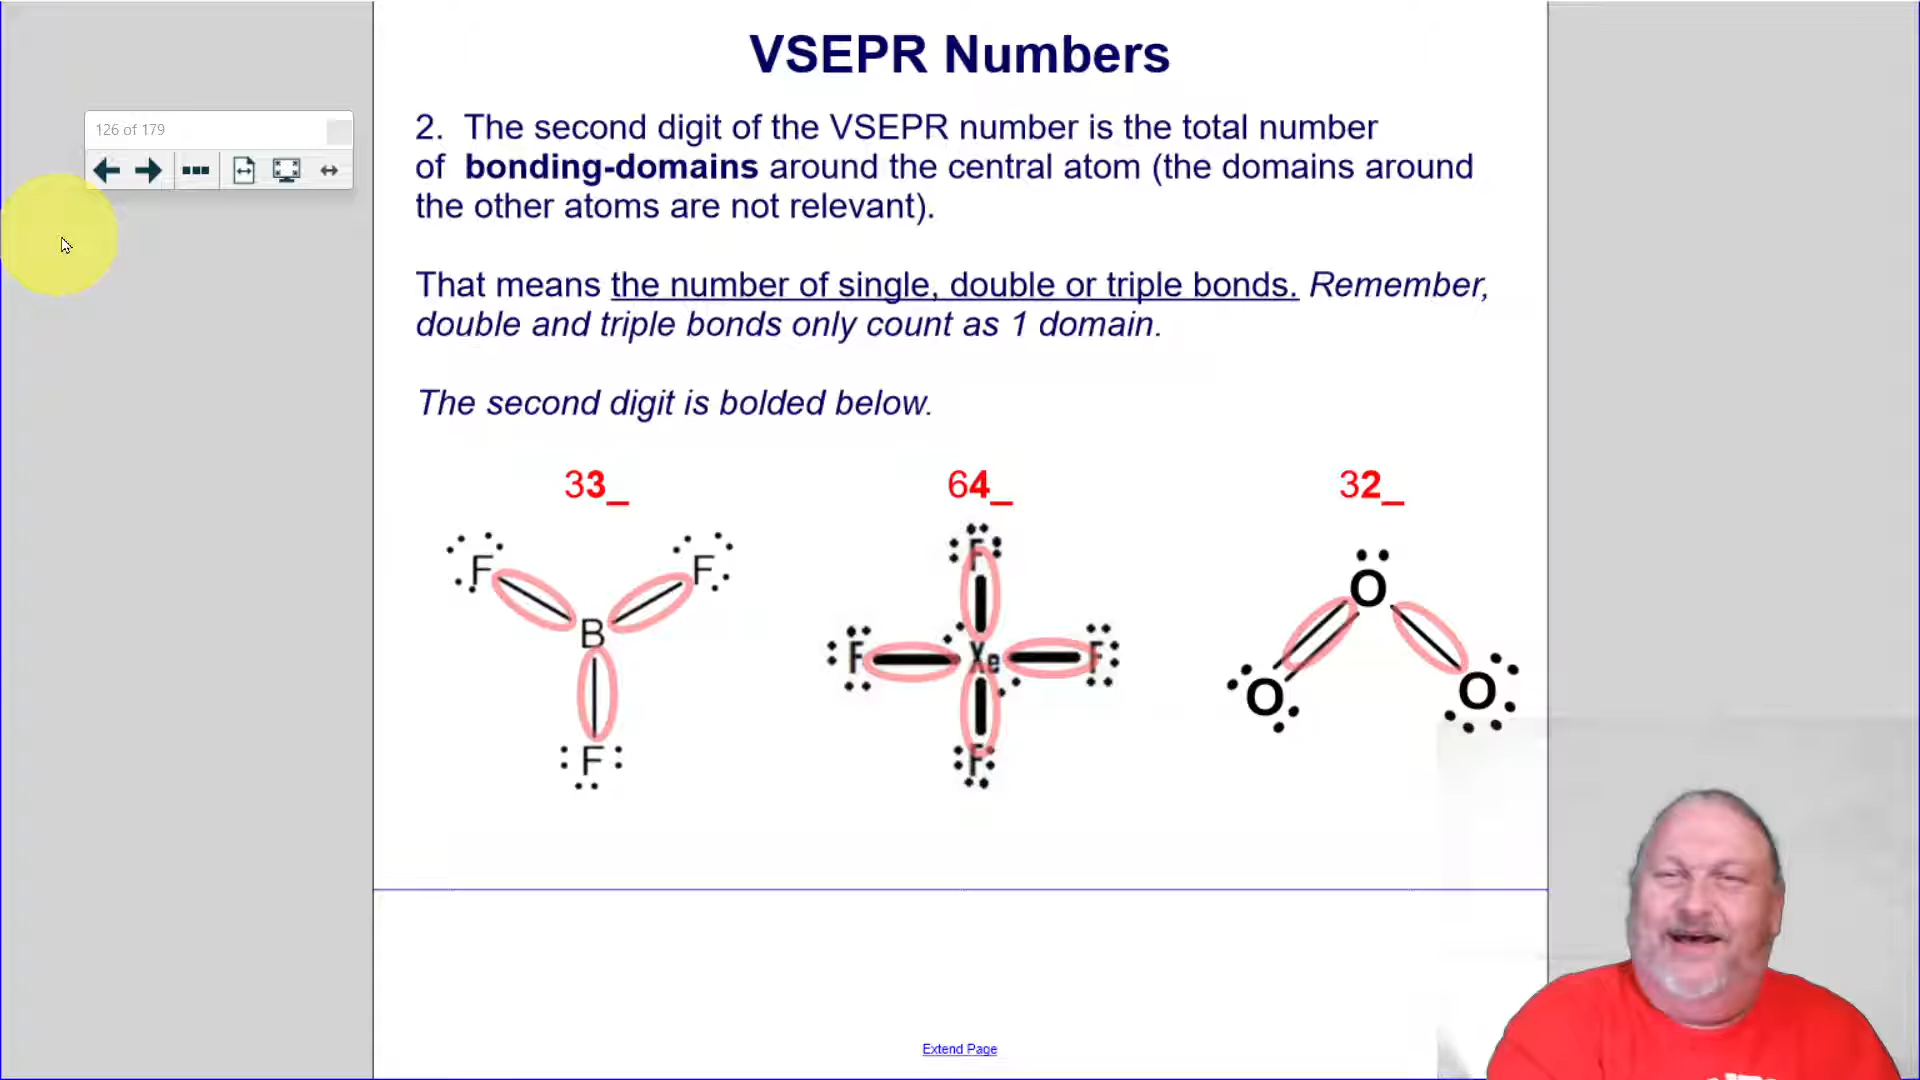 VSEPR Numbers
126 of 179
2. The second digit of the VSEPR number is the total number
of bonding-domains around the central atom (the domains around
the other atoms are not relevant).
That means the number of single, double or triple bonds. Remember,
double and triple bonds only count as 1 domain.
The second digit is bolded below.
33_ 64_ 32_
F F
B
F
F
F Xe F
F
O
O O
Extend Page